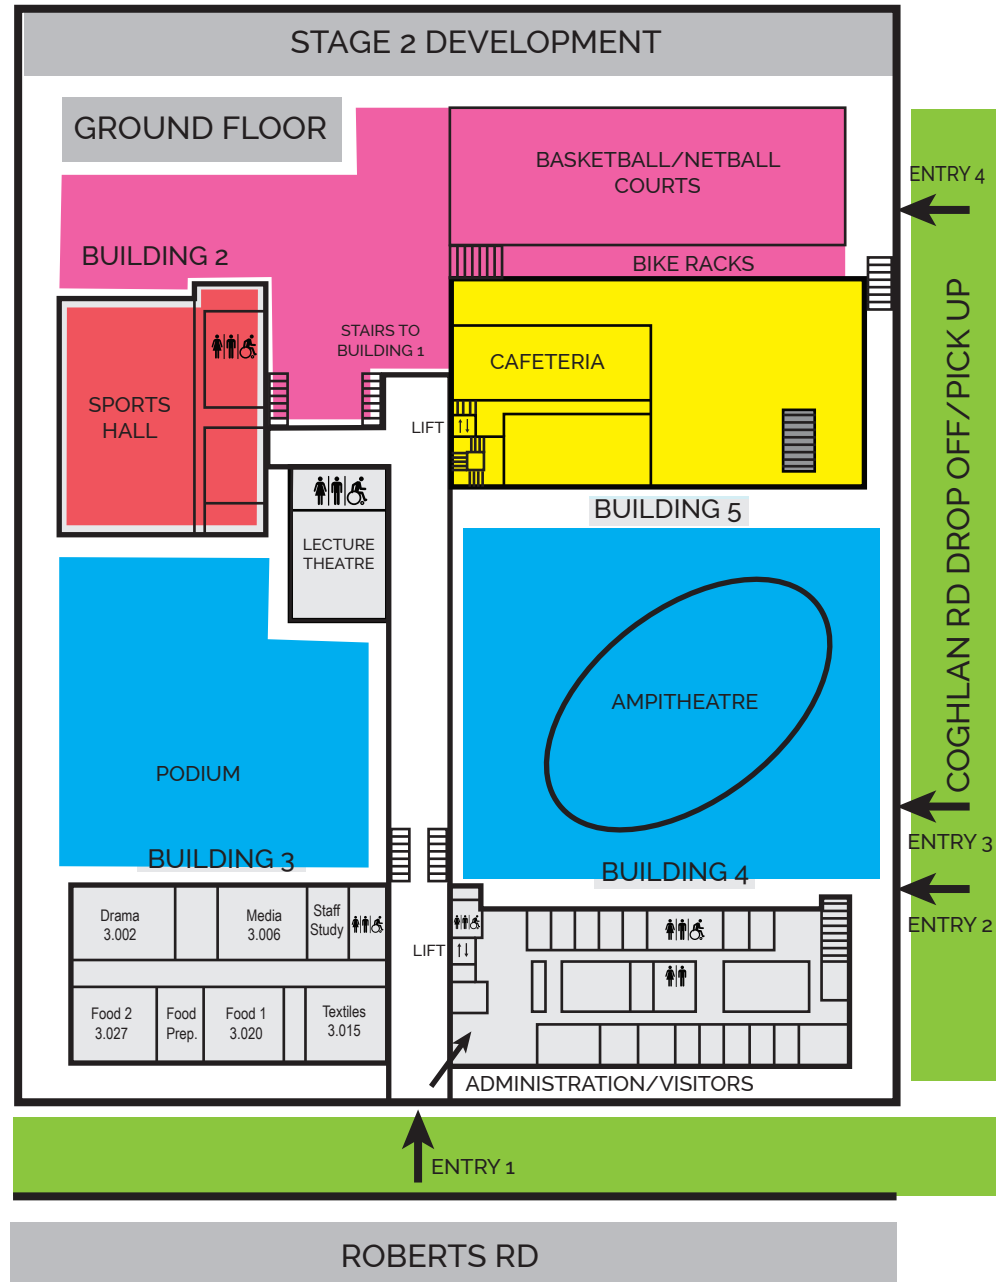 STAGE 2 DEVELOPMENT
GROUND FLOOR
BASKETBALL/NETBALL
COURTS
ENTRY 4
BUILDING 2
BIKE RACKS
STAIRS TO
BUILDING 1
CAFETERIA
SPORTS
HALL
LIFT
BUILDING 5
LECTURE
THEATRE
COGHLAN RD DROP OFF/PICK UP
AMPITHEATRE
PODIUM
ENTRY 3
BUILDING 3
BUILDING 4
ENTRY 2
Drama
3.002
Media
3.006
Staff
Study
LIFT
Food 2
3.027
Food
Prep.
Food 1
3.020
Textiles
3.015
ADMINISTRATION/VISITORS
ENTRY 1
ROBERTS RD